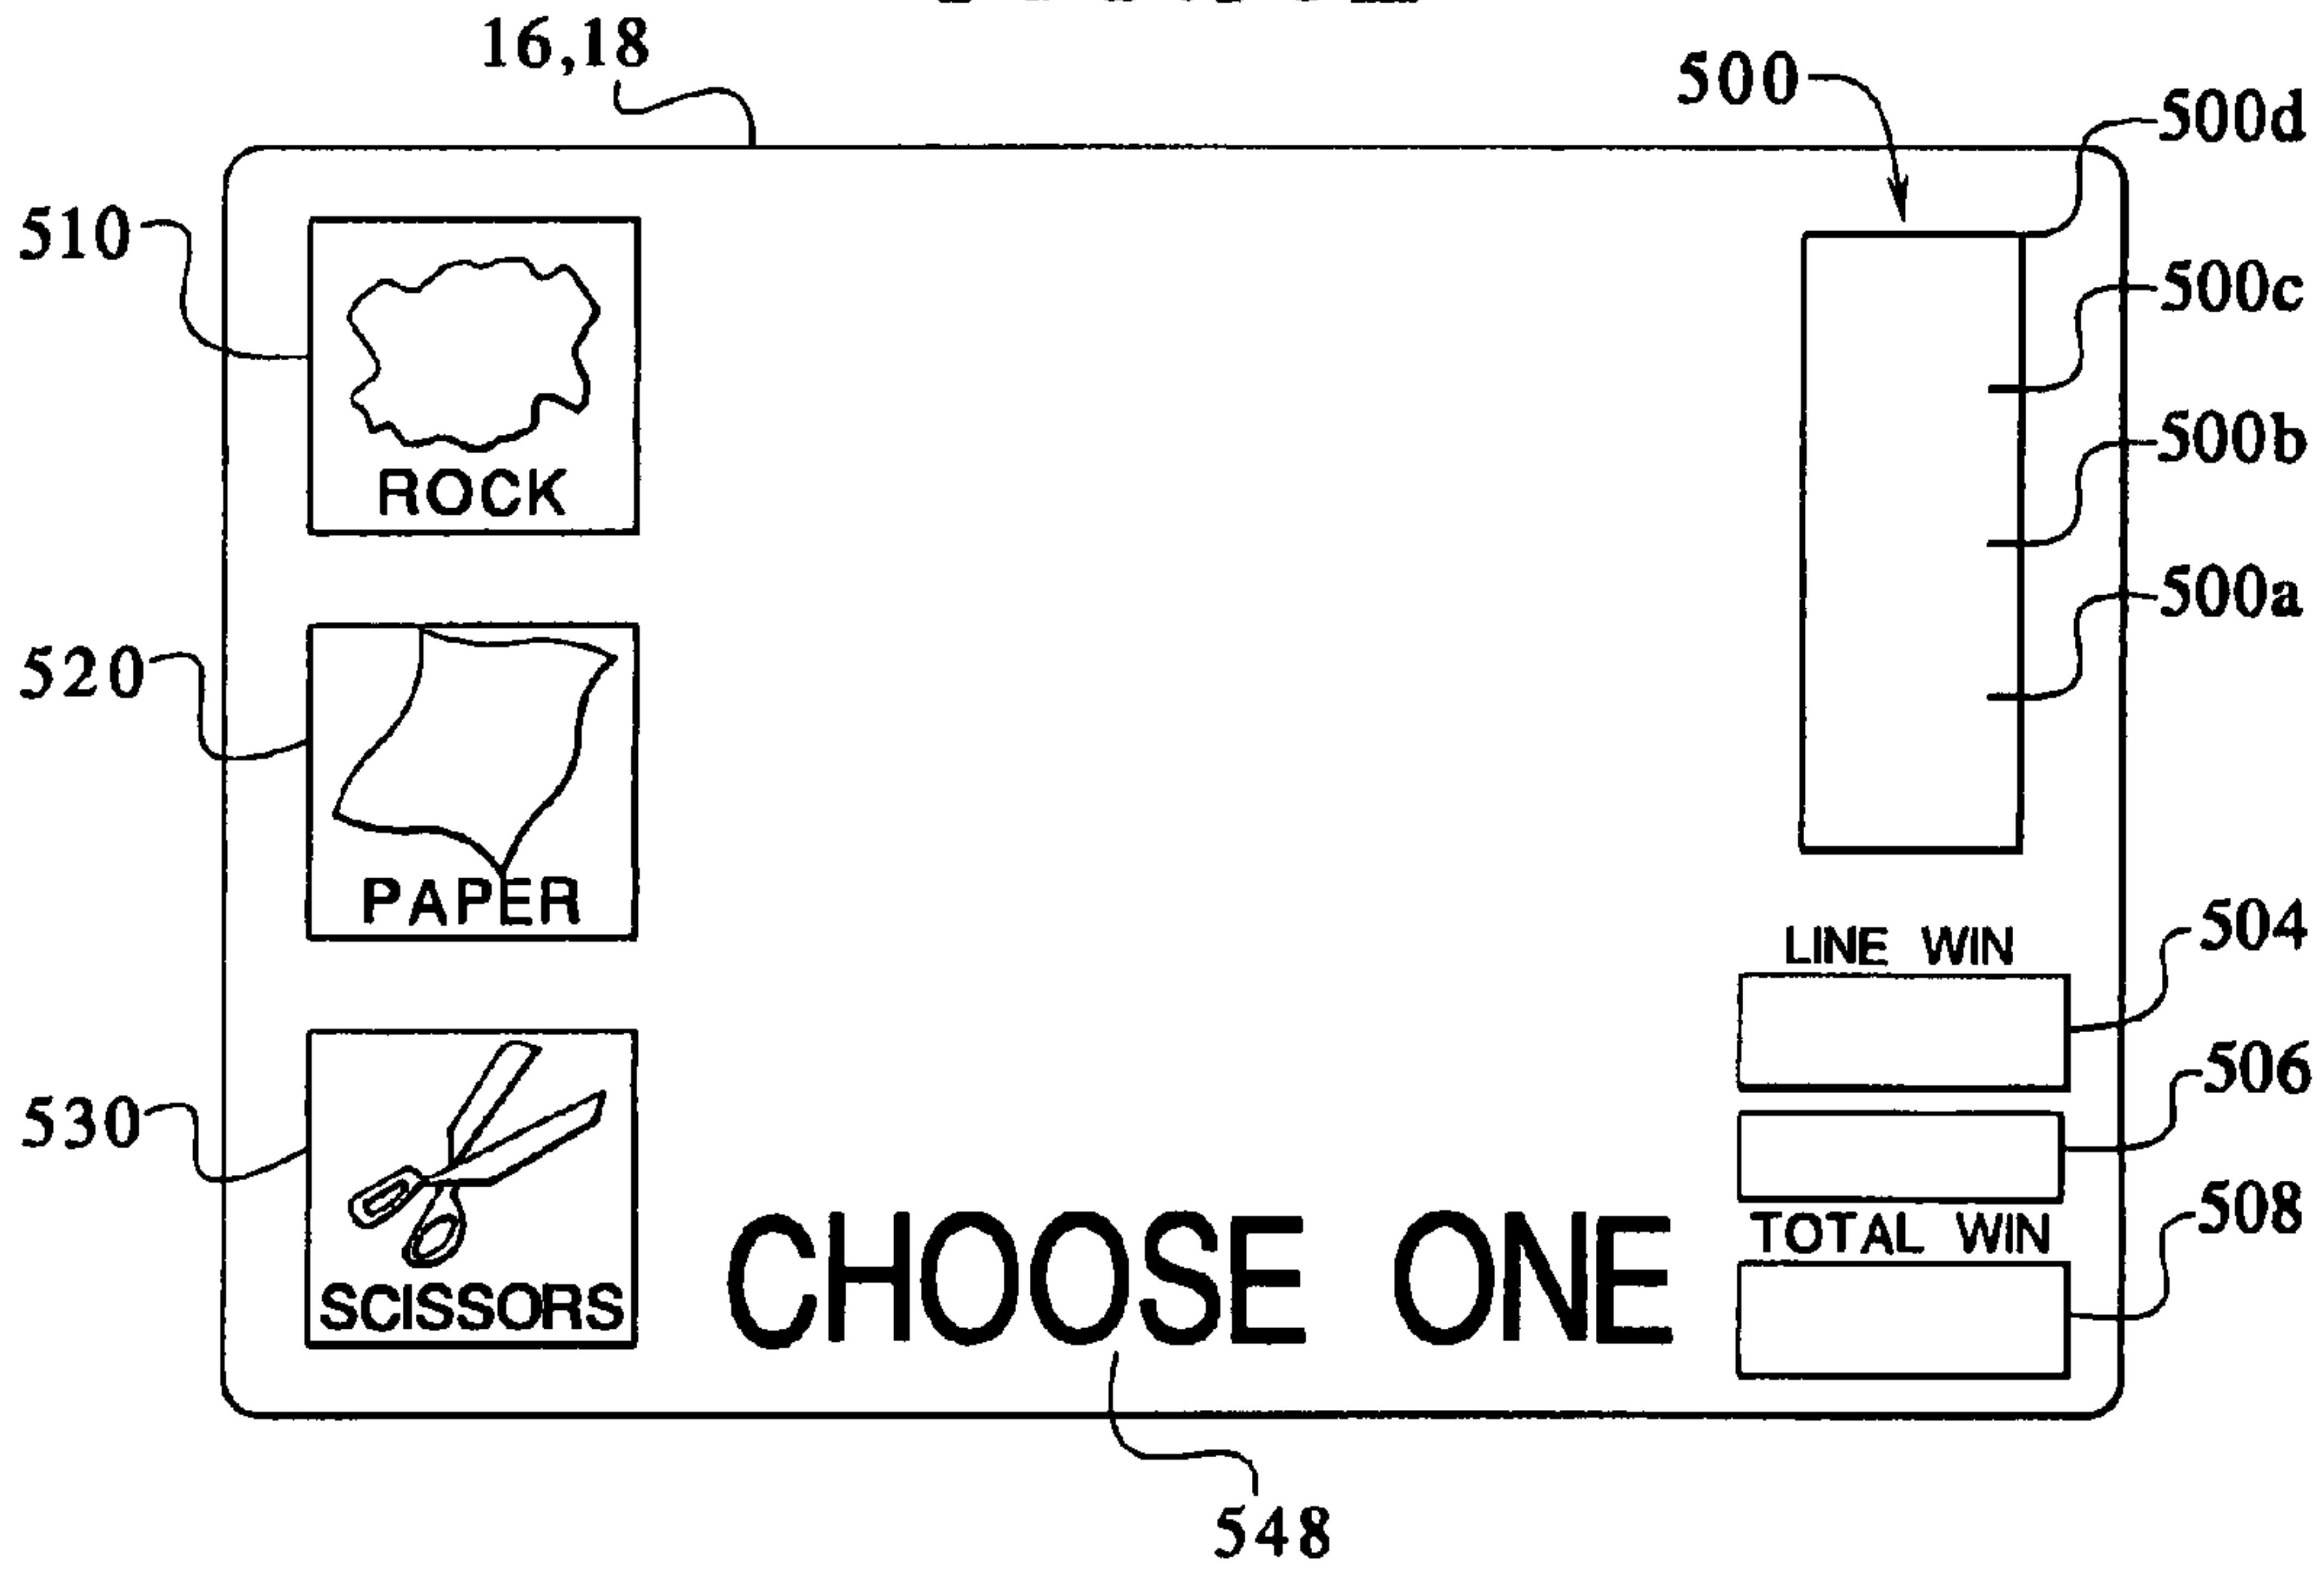 16,18
500
500d
510
500c
ROCK
500b
500a
520
PAPER
LINE WIN
504
506
530
TOTAL WIN
508
CHOOSE ONE
SCISSORS
548